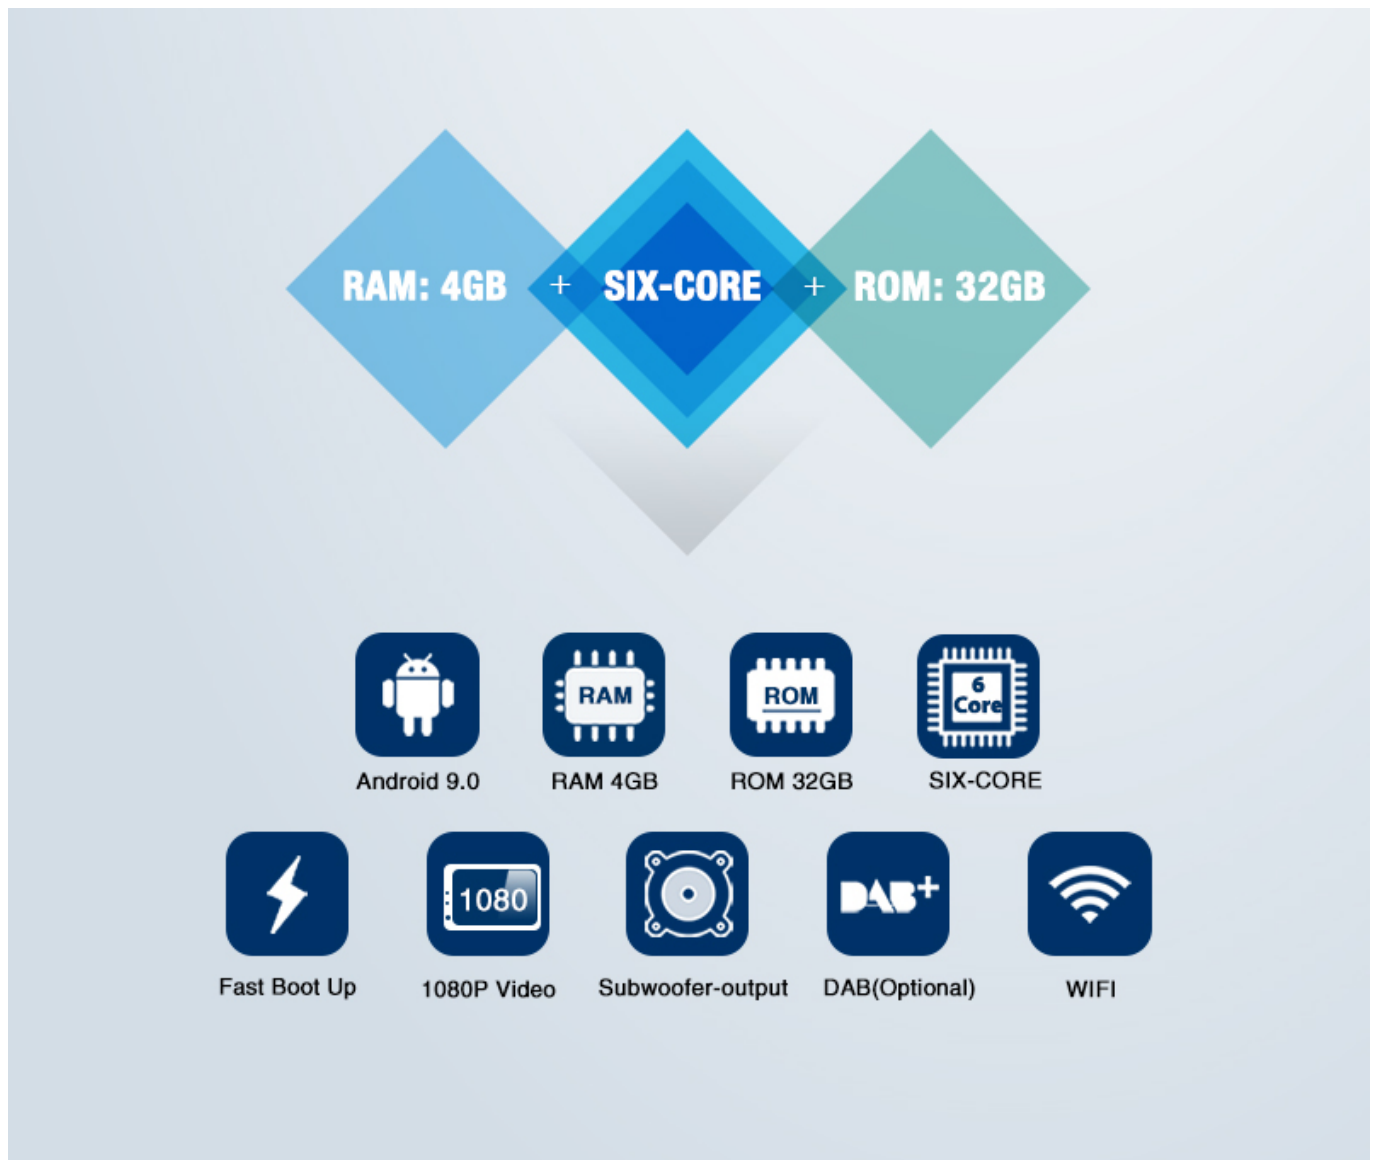 RAM: 4GB + SIX-CORE + ROM: 32GB
RAM ROM 6
Core
Android 9.0 RAM 4GB ROM 32GB SIX-CORE
1080 DAB+
Fast Boot Up 1080P Video Subwoofer-output DAB(Optional) WIFI